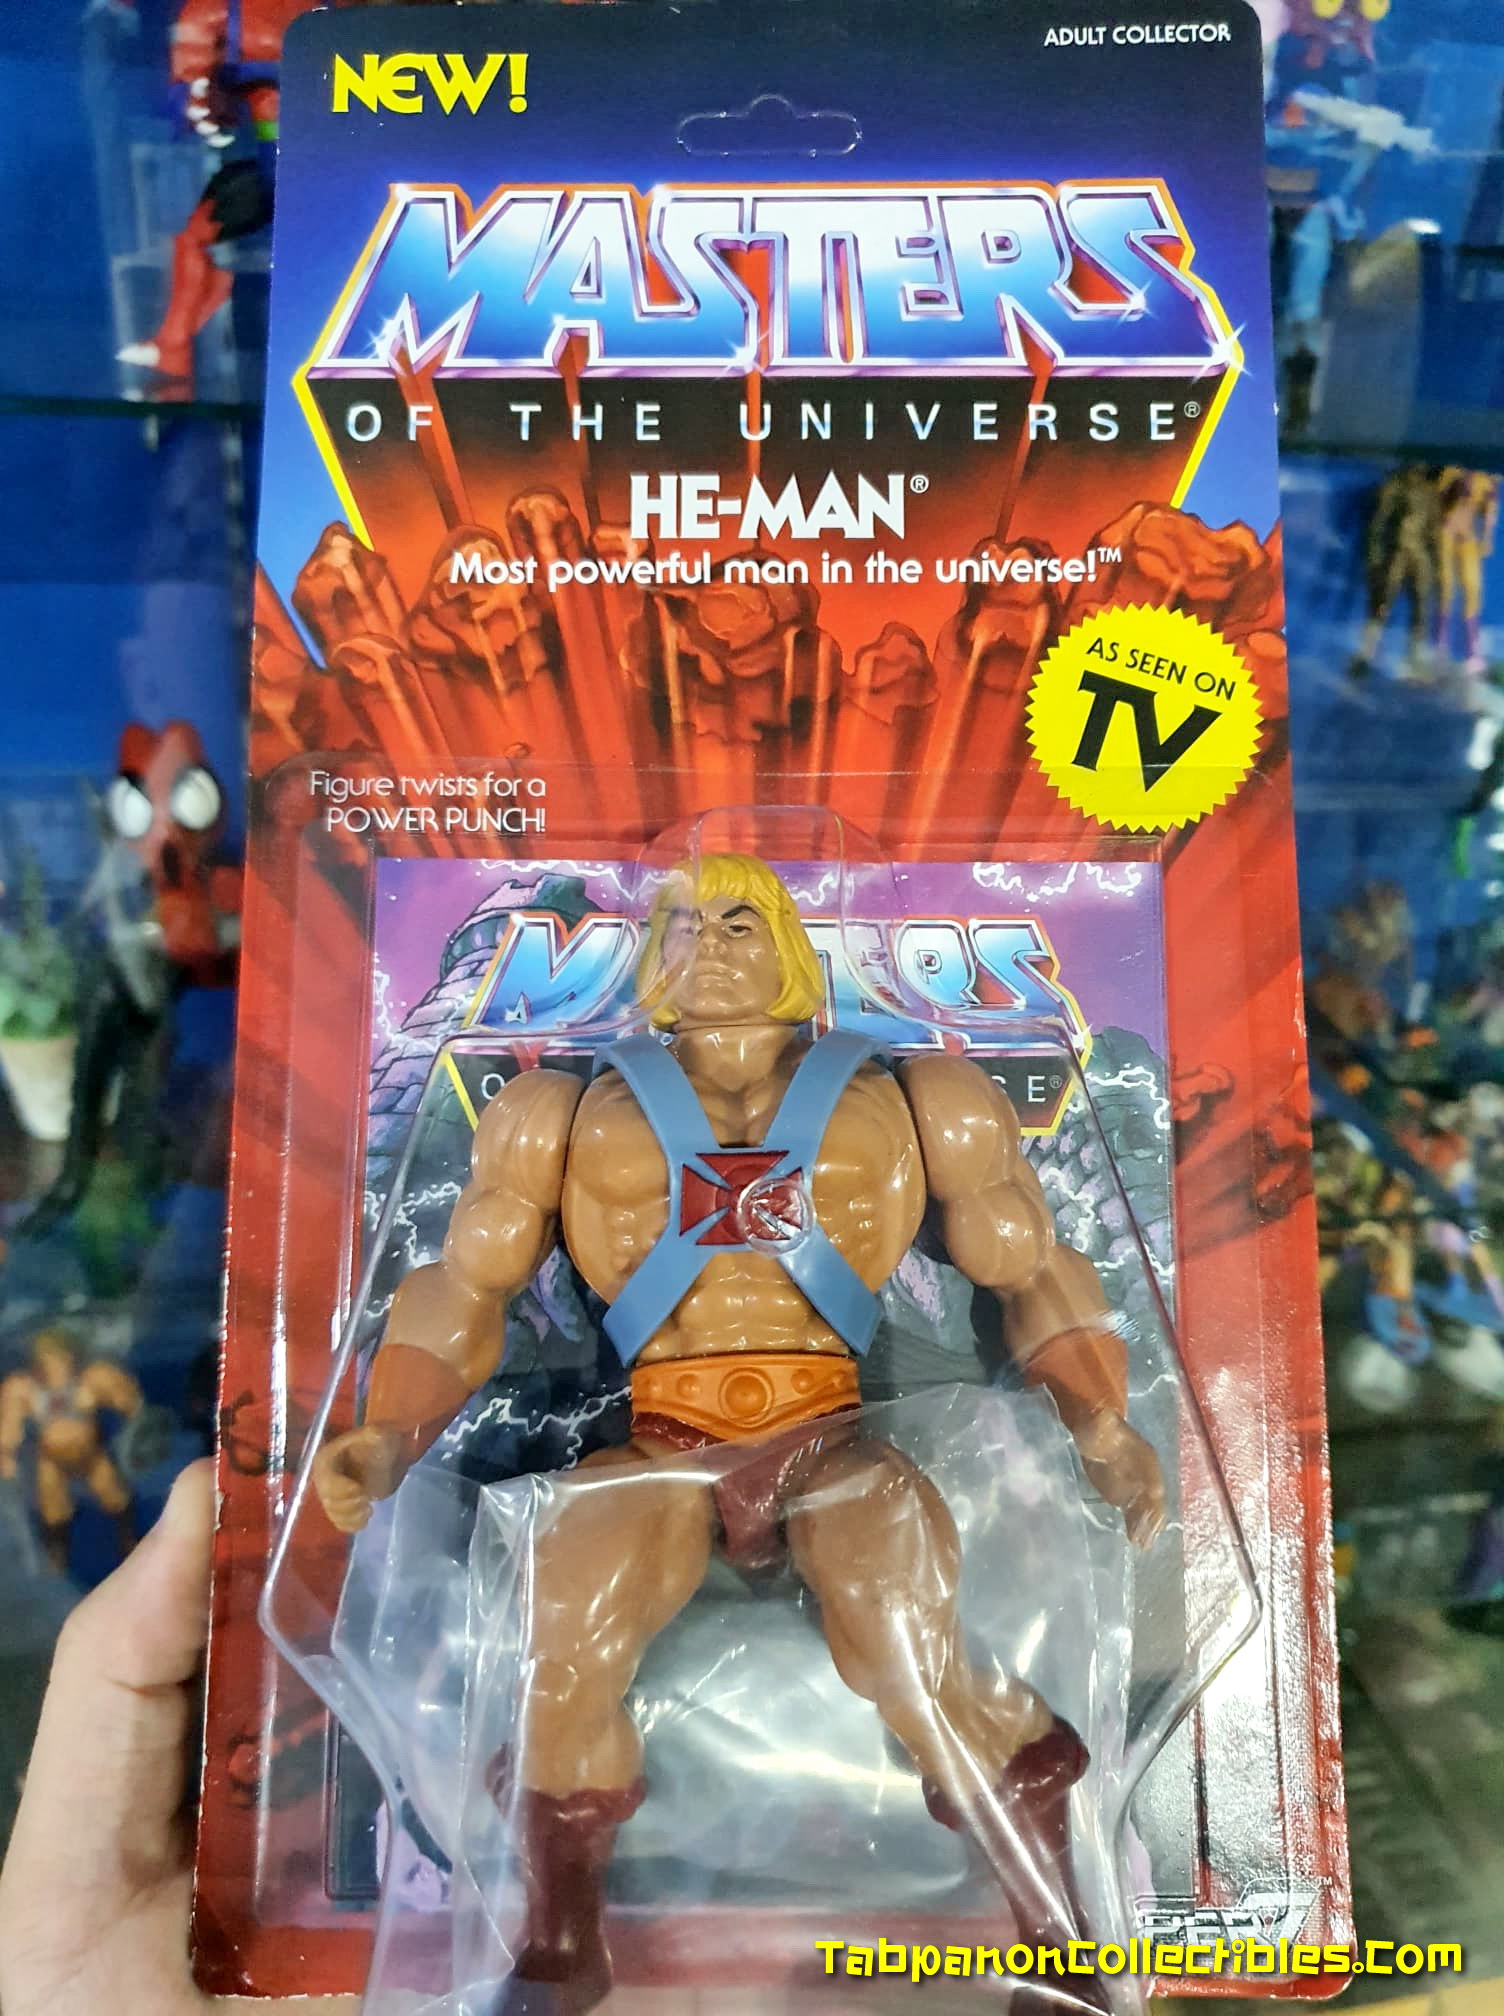 ADULT COLLECTOR
NEW!
MASTERS
OF THE UNIVERSE®
HE-MAN®
Most powerful man in the universe!™
AS SEEN ON
TV
Figure twists for a
POWER PUNCH!
TabpanonCollectibles.com